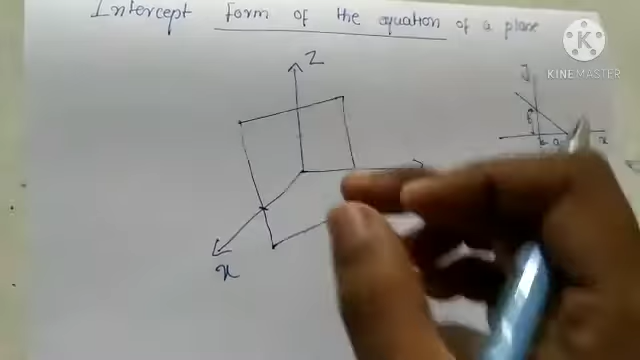 Intercept form of the equation of a plane
K
KINEMASTER
Z
y
a
x
x